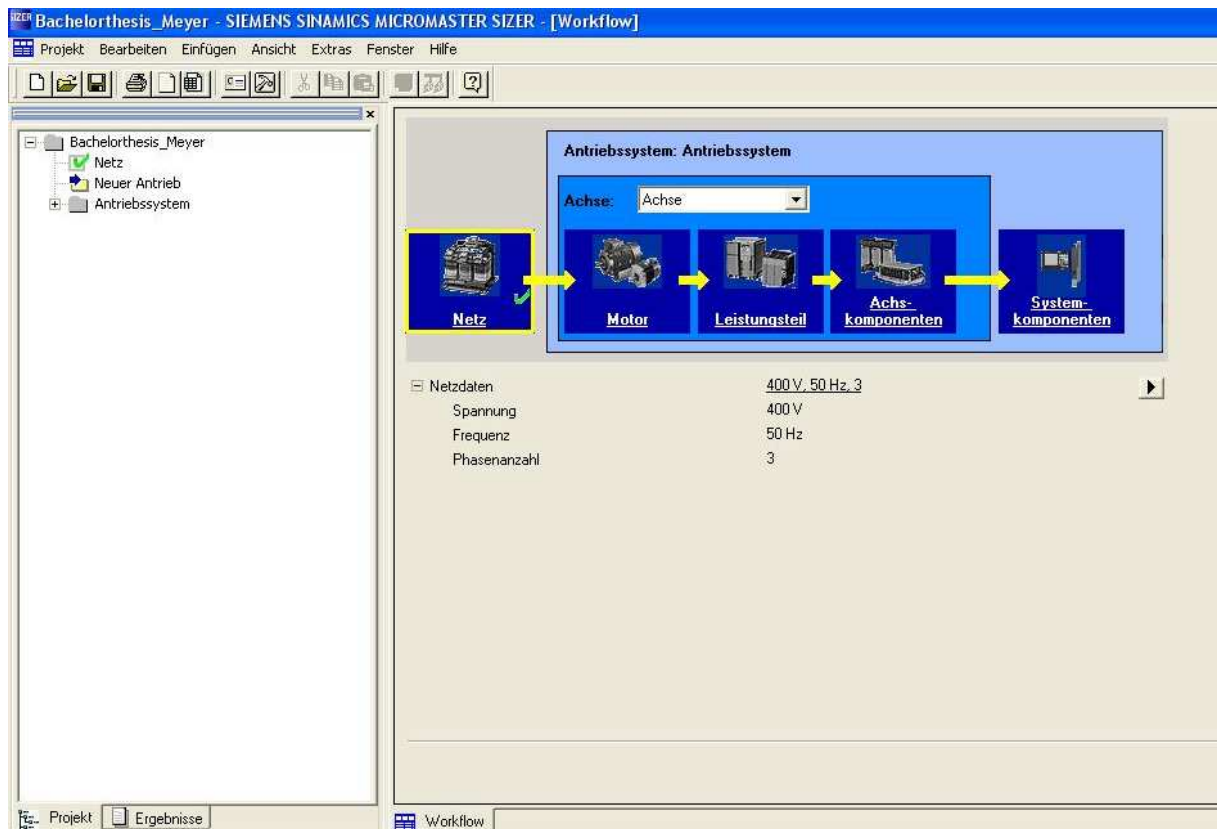 Bachelorthesis_Meyer - SIEMENS SINAMICS MICROMASTER SIZER - [Workflow]
Projekt Bearbeiten Einfügen Ansicht Extras Fenster Hilfe
Bachelorthesis_Meyer
Netz
Neuer Antrieb
Antriebssystem
Antriebssystem: Antriebssystem
Achse: Achse
Netz
Motor
Leistungsteil
Achs-
komponenten
System-
komponenten
Netzdaten 400 V, 50 Hz, 3
Spannung 400 V
Frequenz 50 Hz
Phasenanzahl 3
Projekt Ergebnisse
Workflow